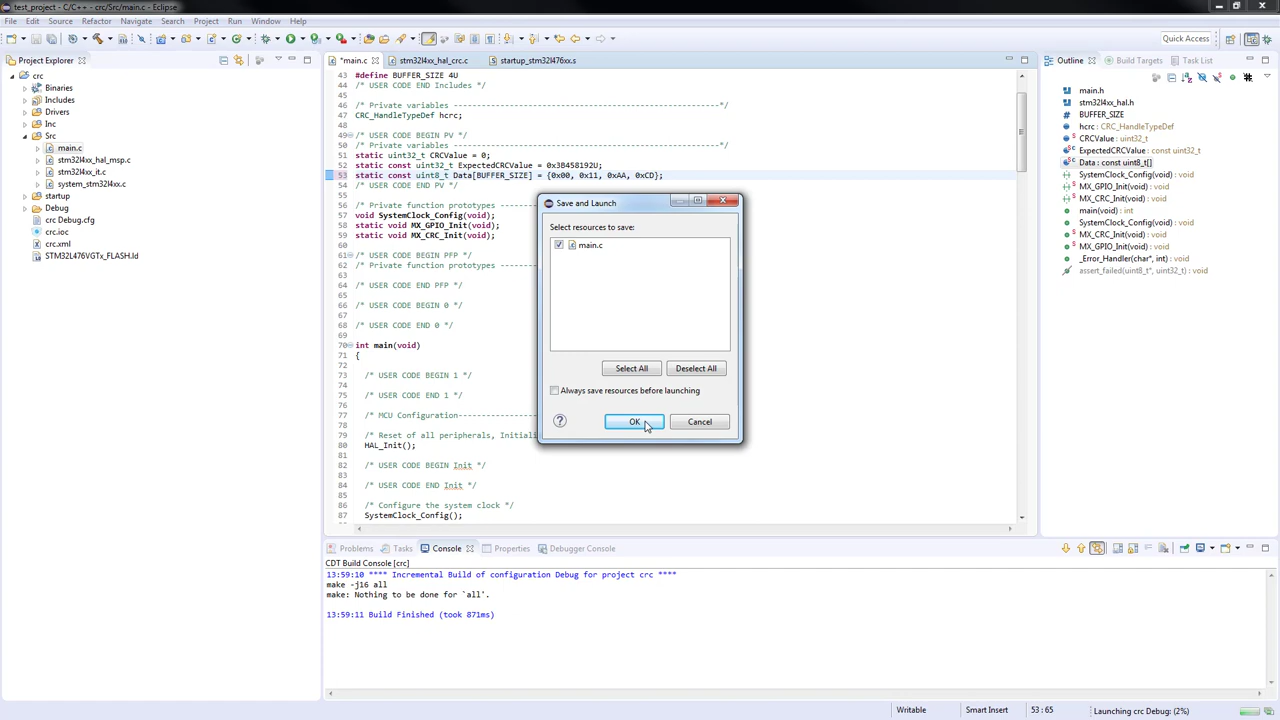 test_project - C/C++ - crc/Src/main.c - Eclipse
File Edit Source Refactor Navigate Search Project Run Window Help
Quick Access
Project Explorer
crc
Binaries
Includes
Drivers
Inc
Src
main.c
stm32l4xx_hal_msp.c
stm32l4xx_it.c
system_stm32l4xx.c
startup
Debug
crc Debug.cfg
crc.ioc
crc.xml
STM32L476VGTx_FLASH.ld
*main.c stm32l4xx_hal_crc.c startup_stm32l476xx.s
43 #define BUFFER_SIZE 4U
44 /* USER CODE END Includes */
45
46 /* Private variables ---------------------------------------------------------*/
47 CRC_HandleTypeDef hcrc;
48
49 /* USER CODE BEGIN PV */
50 /* Private variables ---------------------------------------------------------*/
51 static uint32_t CRCValue = 0;
52 static const uint32_t ExpectedCRCValue = 0x3B458192U;
53 static const uint8_t Data[BUFFER_SIZE] = {0x00, 0x11, 0xAA, 0xCD};
54 /* USER CODE END PV */
55
56 /* Private function prototypes
57 void SystemClock_Config(void);
58 static void MX_GPIO_Init(void);
59 static void MX_CRC_Init(void);
60
61 /* USER CODE BEGIN PFP */
62 /* Private function prototypes
63
64 /* USER CODE END PFP */
65
66 /* USER CODE BEGIN 0 */
67
68 /* USER CODE END 0 */
69
70 int main(void)
71 {
72
73 /* USER CODE BEGIN 1 */
74
75 /* USER CODE END 1 */
76
77 /* MCU Configuration
78
79 /* Reset of all peripherals, Initiali
80 HAL_Init();
81
82 /* USER CODE BEGIN Init */
83
84 /* USER CODE END Init */
85
86 /* Configure the system clock */
87 SystemClock_Config();
Save and Launch
Select resources to save:
main.c
Select All Deselect All
Always save resources before launching
OK Cancel
Outline Build Targets Task List
main.h
stm32l4xx_hal.h
BUFFER_SIZE
hcrc : CRC_HandleTypeDef
CRCValue : uint32_t
ExpectedCRCValue : const uint32_t
Data : const uint8_t[]
SystemClock_Config(void) : void
MX_GPIO_Init(void) : void
MX_CRC_Init(void) : void
main(void) : int
SystemClock_Config(void) : void
MX_CRC_Init(void) : void
MX_GPIO_Init(void) : void
_Error_Handler(char*, int) : void
assert_failed(uint8_t*, uint32_t) : void
Problems Tasks Console Properties Debugger Console
CDT Build Console [crc]
13:59:10 **** Incremental Build of configuration Debug for project crc ****
make -j16 all
make: Nothing to be done for `all'.
13:59:11 Build Finished (took 871ms)
Writable Smart Insert 53 : 65 Launching crc Debug: (2%)